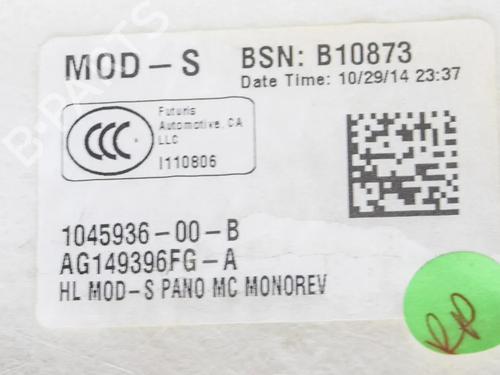 MOD-S BSN: B10873
Date Time: 10/29/14 23:37
CCC
Futuris
Automotive, CA
LLC
I110806
1045936-00-B
AG149396FG-A
HL MOD-S PANO MC MONOREV
B-PARTS